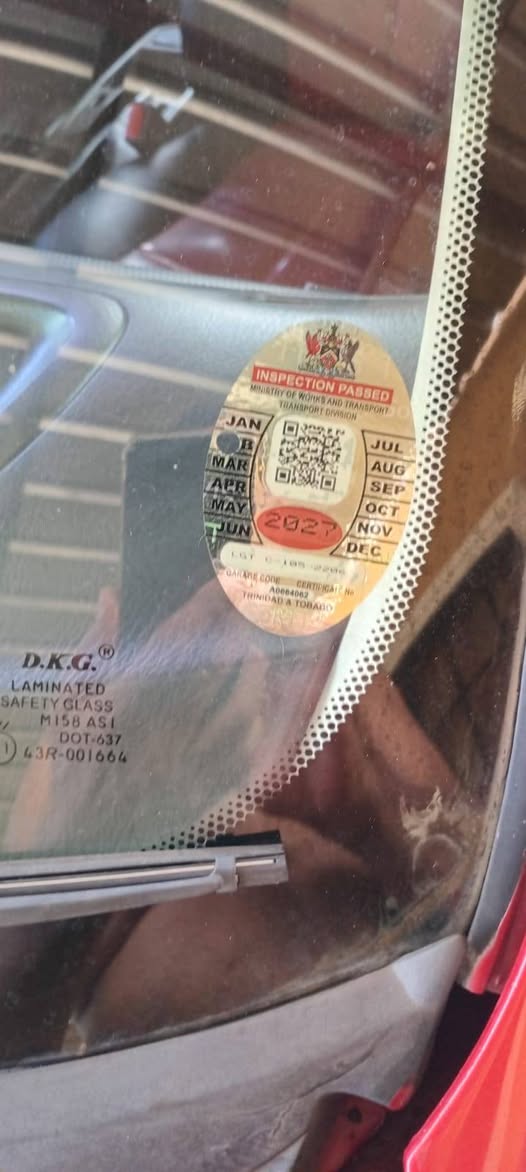 INSPECTION PASSED
MINISTRY OF WORKS AND TRANSPORT
TRANSPORT DIVISION
JAN
B
MAR
APR
MAY
JUN
JUL
AUG
SEP
OCT
NOV
DEC
2027
GARAGE CODE CERTIFICATE No
A0664062
TRINIDAD & TOBAGO
D.K.G.®
LAMINATED
SAFETY GLASS
M158 AS1
DOT-637
43R-001664